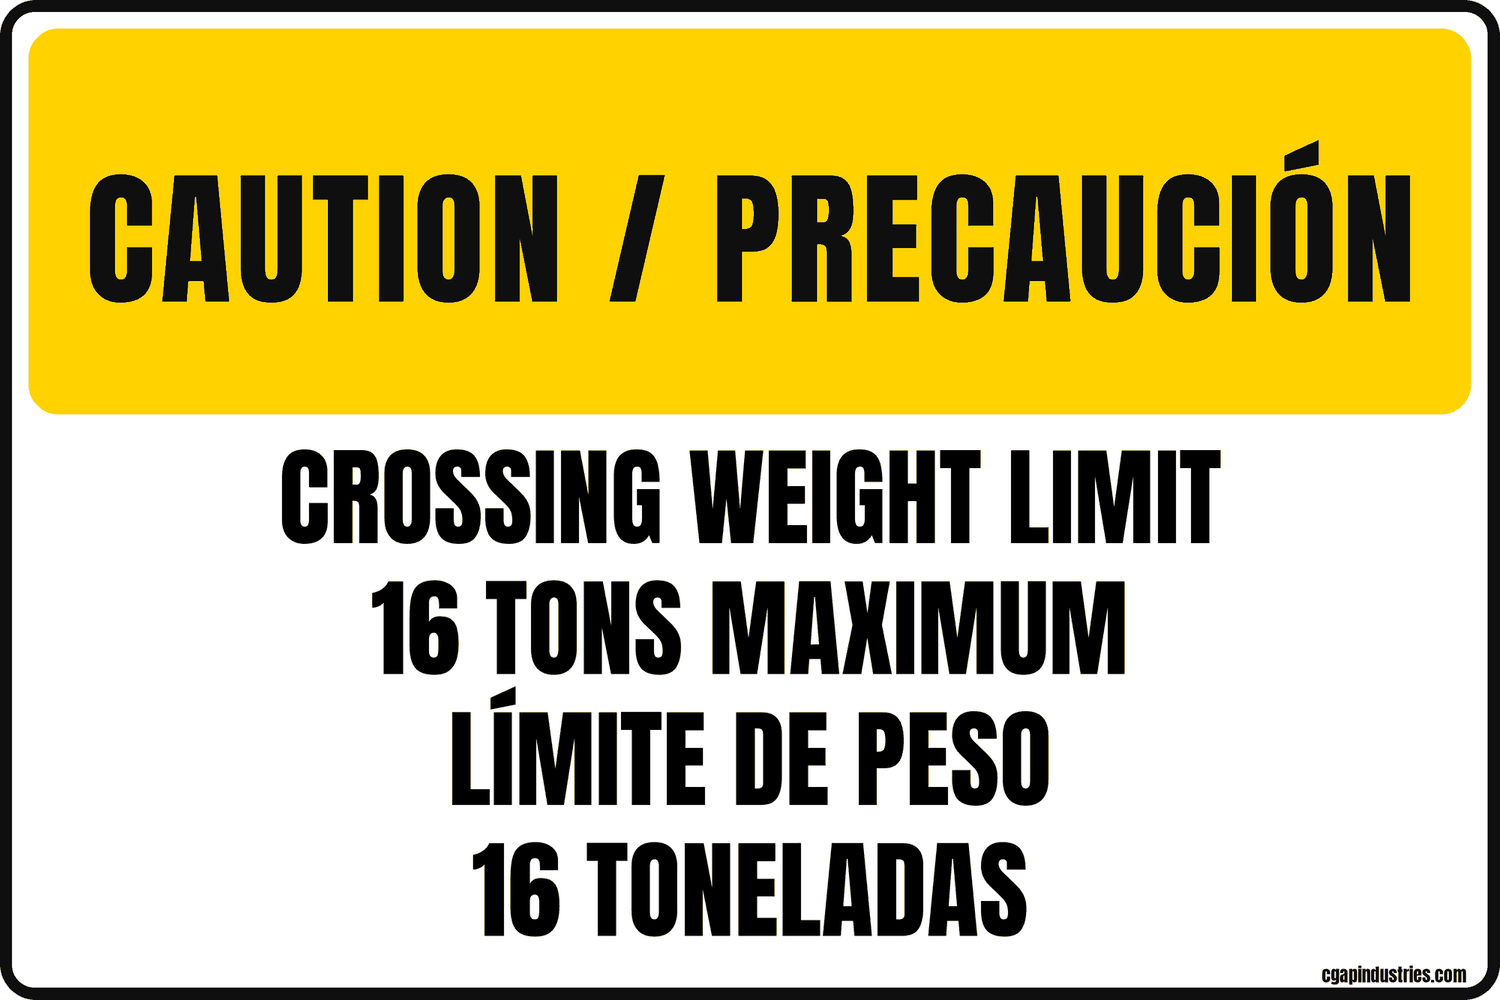 CAUTION / PRECAUCIÓN
CROSSING WEIGHT LIMIT
16 TONS MAXIMUM
LÍMITE DE PESO
16 TONELADAS
cgapindustries.com